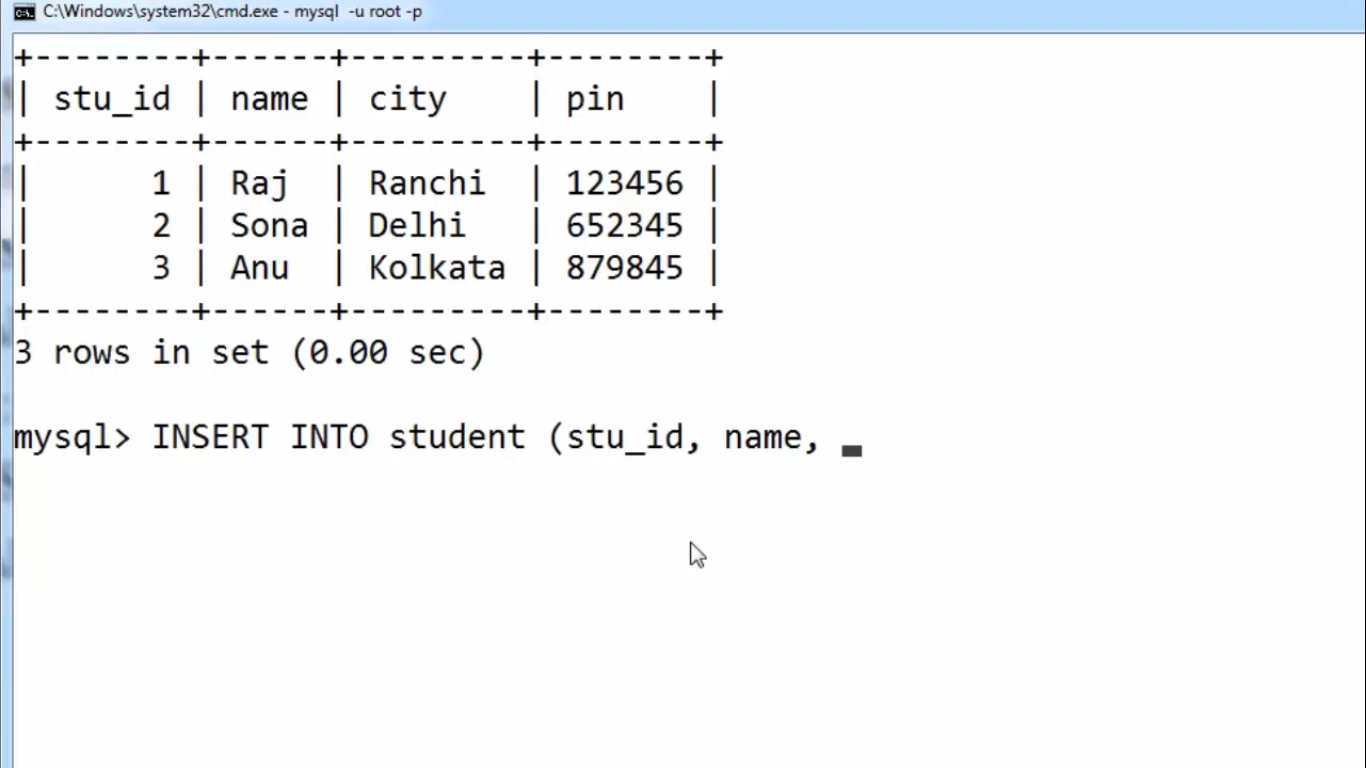 C:\Windows\system32\cmd.exe - mysql  -u root -p
+--------+------+---------+--------+
| stu_id | name | city    | pin    |
+--------+------+---------+--------+
|      1 | Raj  | Ranchi  | 123456 |
|      2 | Sona | Delhi   | 652345 |
|      3 | Anu  | Kolkata | 879845 |
+--------+------+---------+--------+
3 rows in set (0.00 sec)
mysql> INSERT INTO student (stu_id, name,